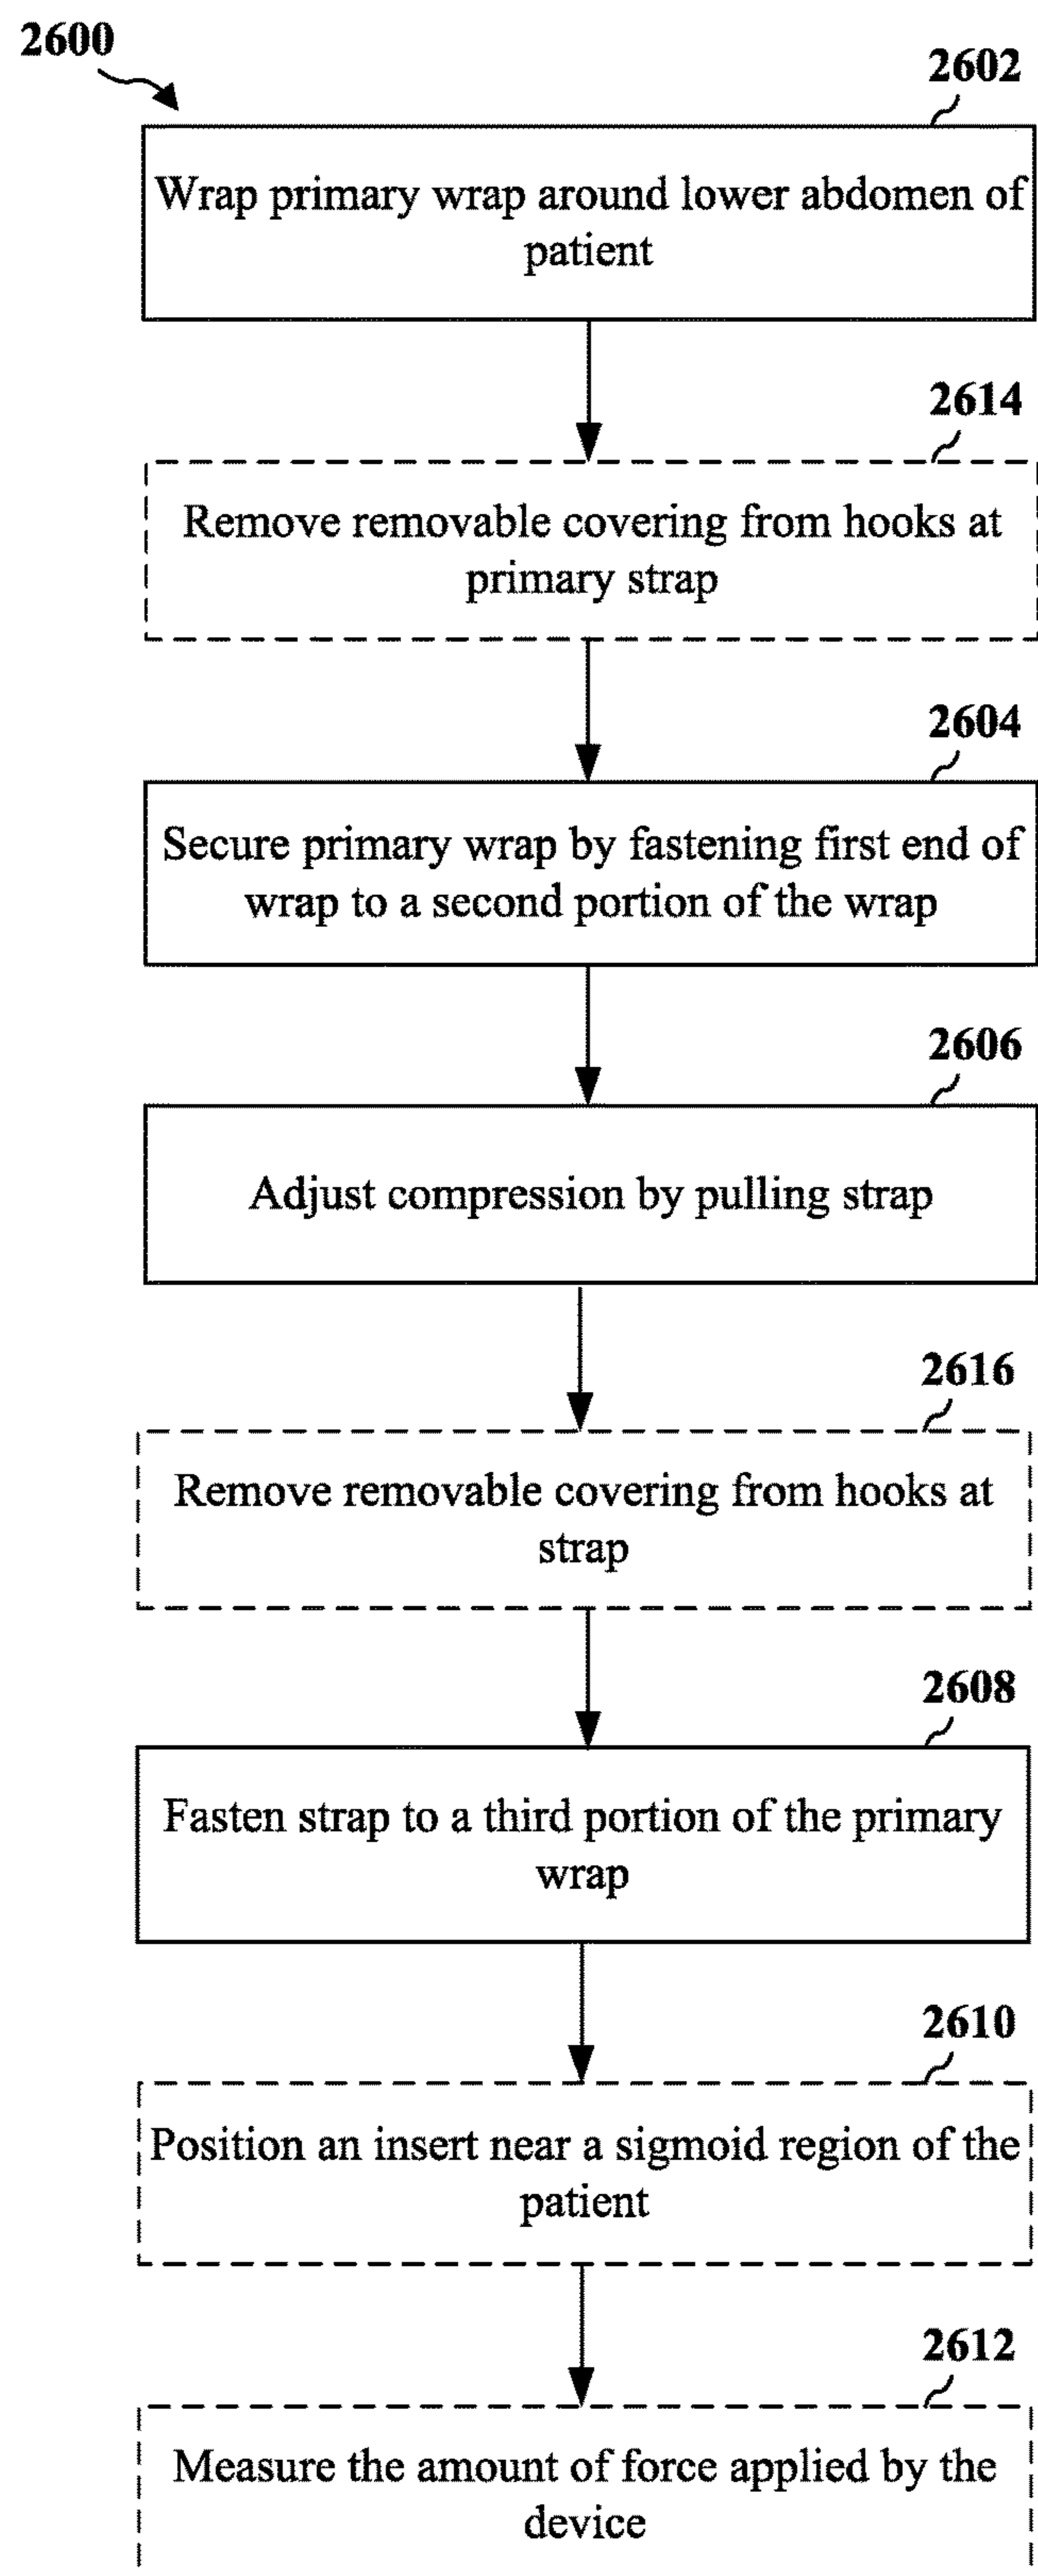 2600
2602
Wrap primary wrap around lower abdomen of
patient
2614
Remove removable covering from hooks at
primary strap
2604
Secure primary wrap by fastening first end of
wrap to a second portion of the wrap
2606
Adjust compression by pulling strap
2616
Remove removable covering from hooks at
strap
2608
Fasten strap to a third portion of the primary
wrap
2610
Position an insert near a sigmoid region of the
patient
2612
Measure the amount of force applied by the
device